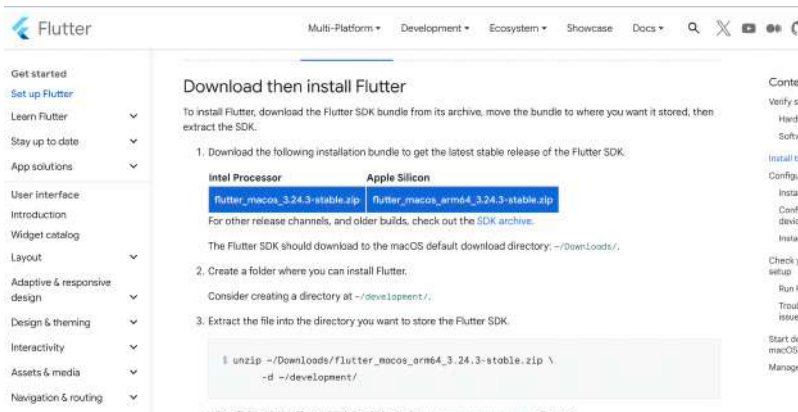 Flutter
Multi-Platform
Development
Ecosystem
Showcase
Docs
Get started
Set up Flutter
Learn Flutter
Stay up to date
App solutions
User interface
Introduction
Widget catalog
Layout
Adaptive & responsive
design
Design & theming
Interactivity
Assets & media
Navigation & routing
Download then install Flutter
To install Flutter, download the Flutter SDK bundle from its archive, move the bundle to where you want it stored, then
extract the SDK.
1. Download the following installation bundle to get the latest stable release of the Flutter SDK.
Intel Processor Apple Silicon
flutter_macos_3.24.3-stable.zip flutter_macos_arm64_3.24.3-stable.zip
For other release channels, and older builds, check out the SDK archive.
The Flutter SDK should download to the macOS default download directory: ~/Downloads/.
2. Create a folder where you can install Flutter.
Consider creating a directory at ~/development/.
3. Extract the file into the directory you want to store the Flutter SDK.
$ unzip ~/Downloads/flutter_macos_arm64_3.24.3-stable.zip \
-d ~/development/
Conte
Verify s
Hard
Softw
Install t
Configu
Insta
Conf
devic
Insta
Check y
setup
Run F
Troul
issue
Start de
macOS
Manage